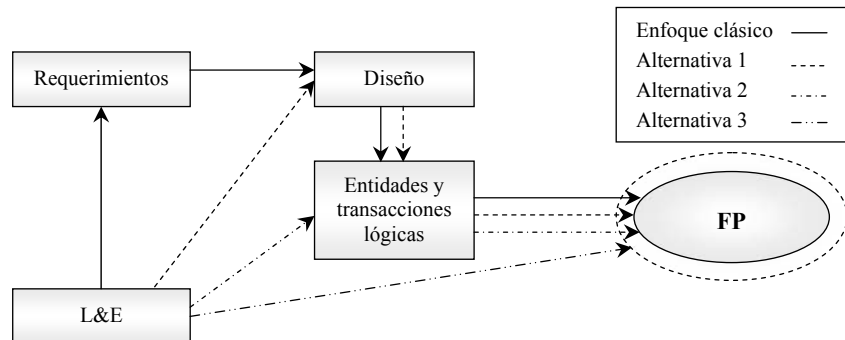 Enfoque clásico
Alternativa 1
Alternativa 2
Alternativa 3
Requerimientos
Diseño
Entidades y
transacciones
lógicas
FP
L&E